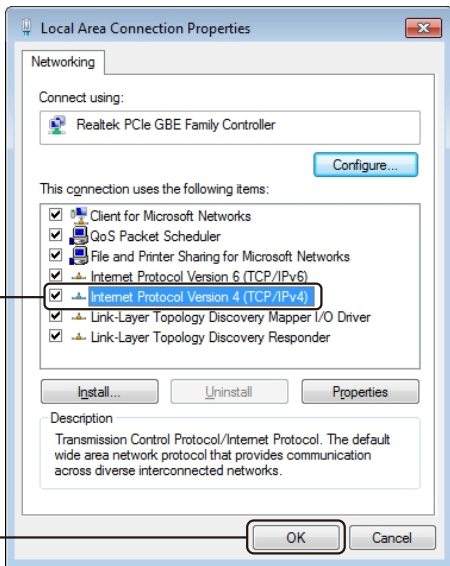 Local Area Connection Properties
Networking
Connect using:
Realtek PCIe GBE Family Controller
Configure...
This connection uses the following items:
Client for Microsoft Networks
QoS Packet Scheduler
File and Printer Sharing for Microsoft Networks
Internet Protocol Version 6 (TCP/IPv6)
Internet Protocol Version 4 (TCP/IPv4)
Link-Layer Topology Discovery Mapper I/O Driver
Link-Layer Topology Discovery Responder
Install... Uninstall Properties
Description
Transmission Control Protocol/Internet Protocol. The default
wide area network protocol that provides communication
across diverse interconnected networks.
OK Cancel